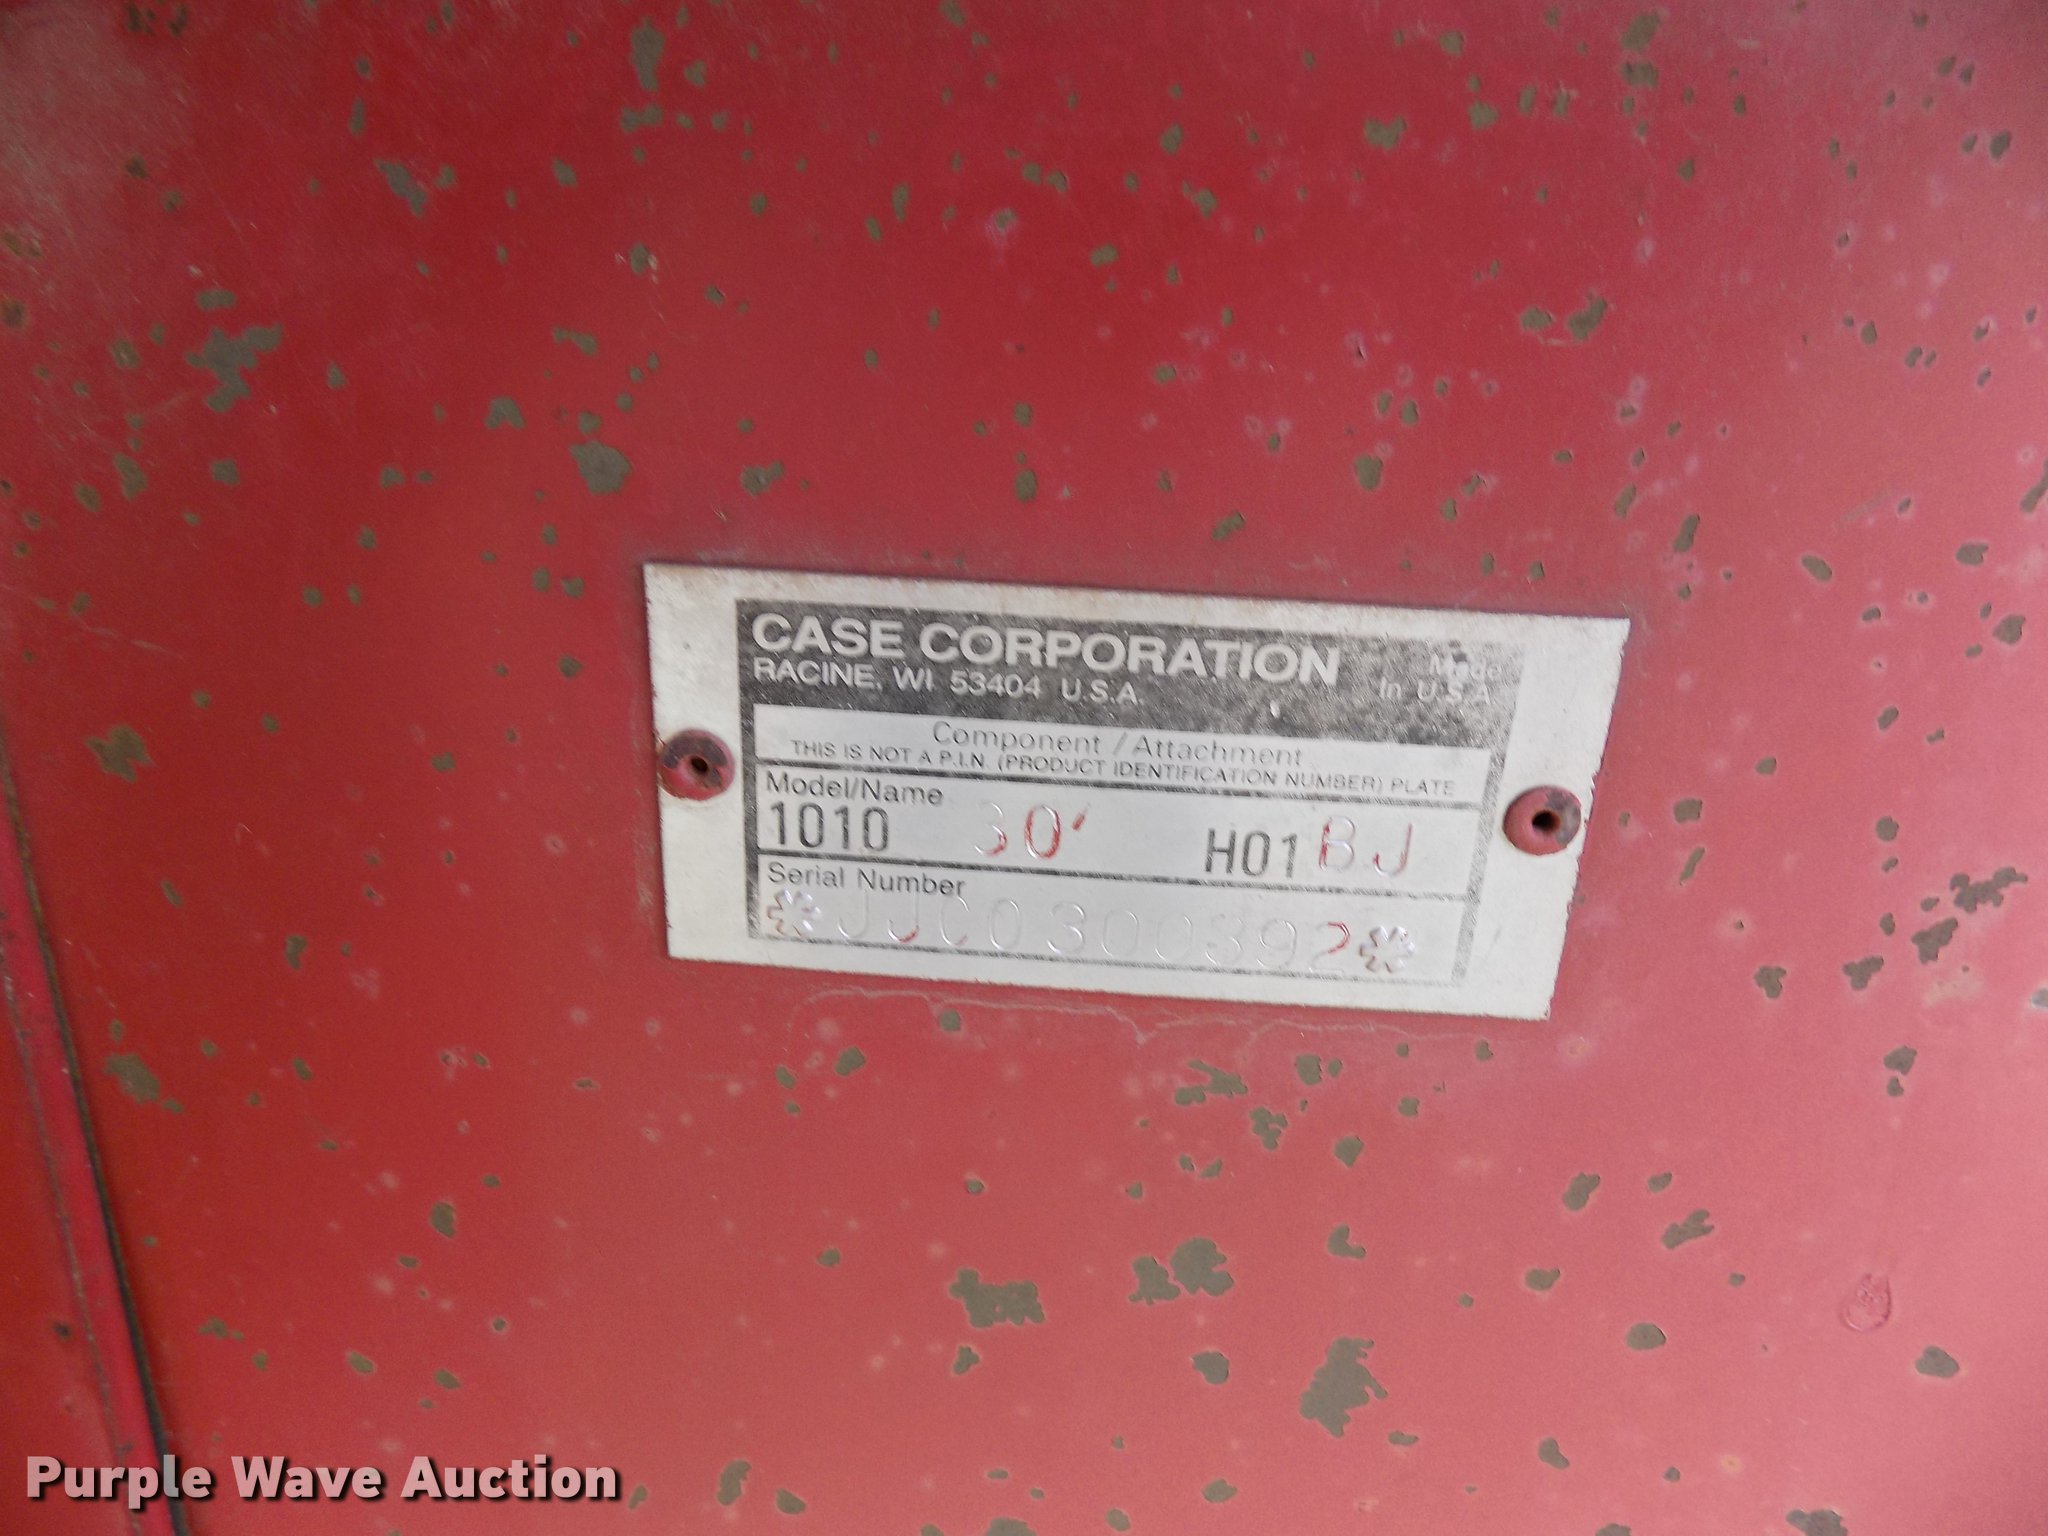 CASE CORPORATION
RACINE, WI 53404 U.S.A.
Made
In U.S.A.
Component / Attachment
THIS IS NOT A P.I.N. (PRODUCT IDENTIFICATION NUMBER) PLATE
Model/Name
1010 30' H01BJ
Serial Number
*JJC0300392*
Purple Wave Auction